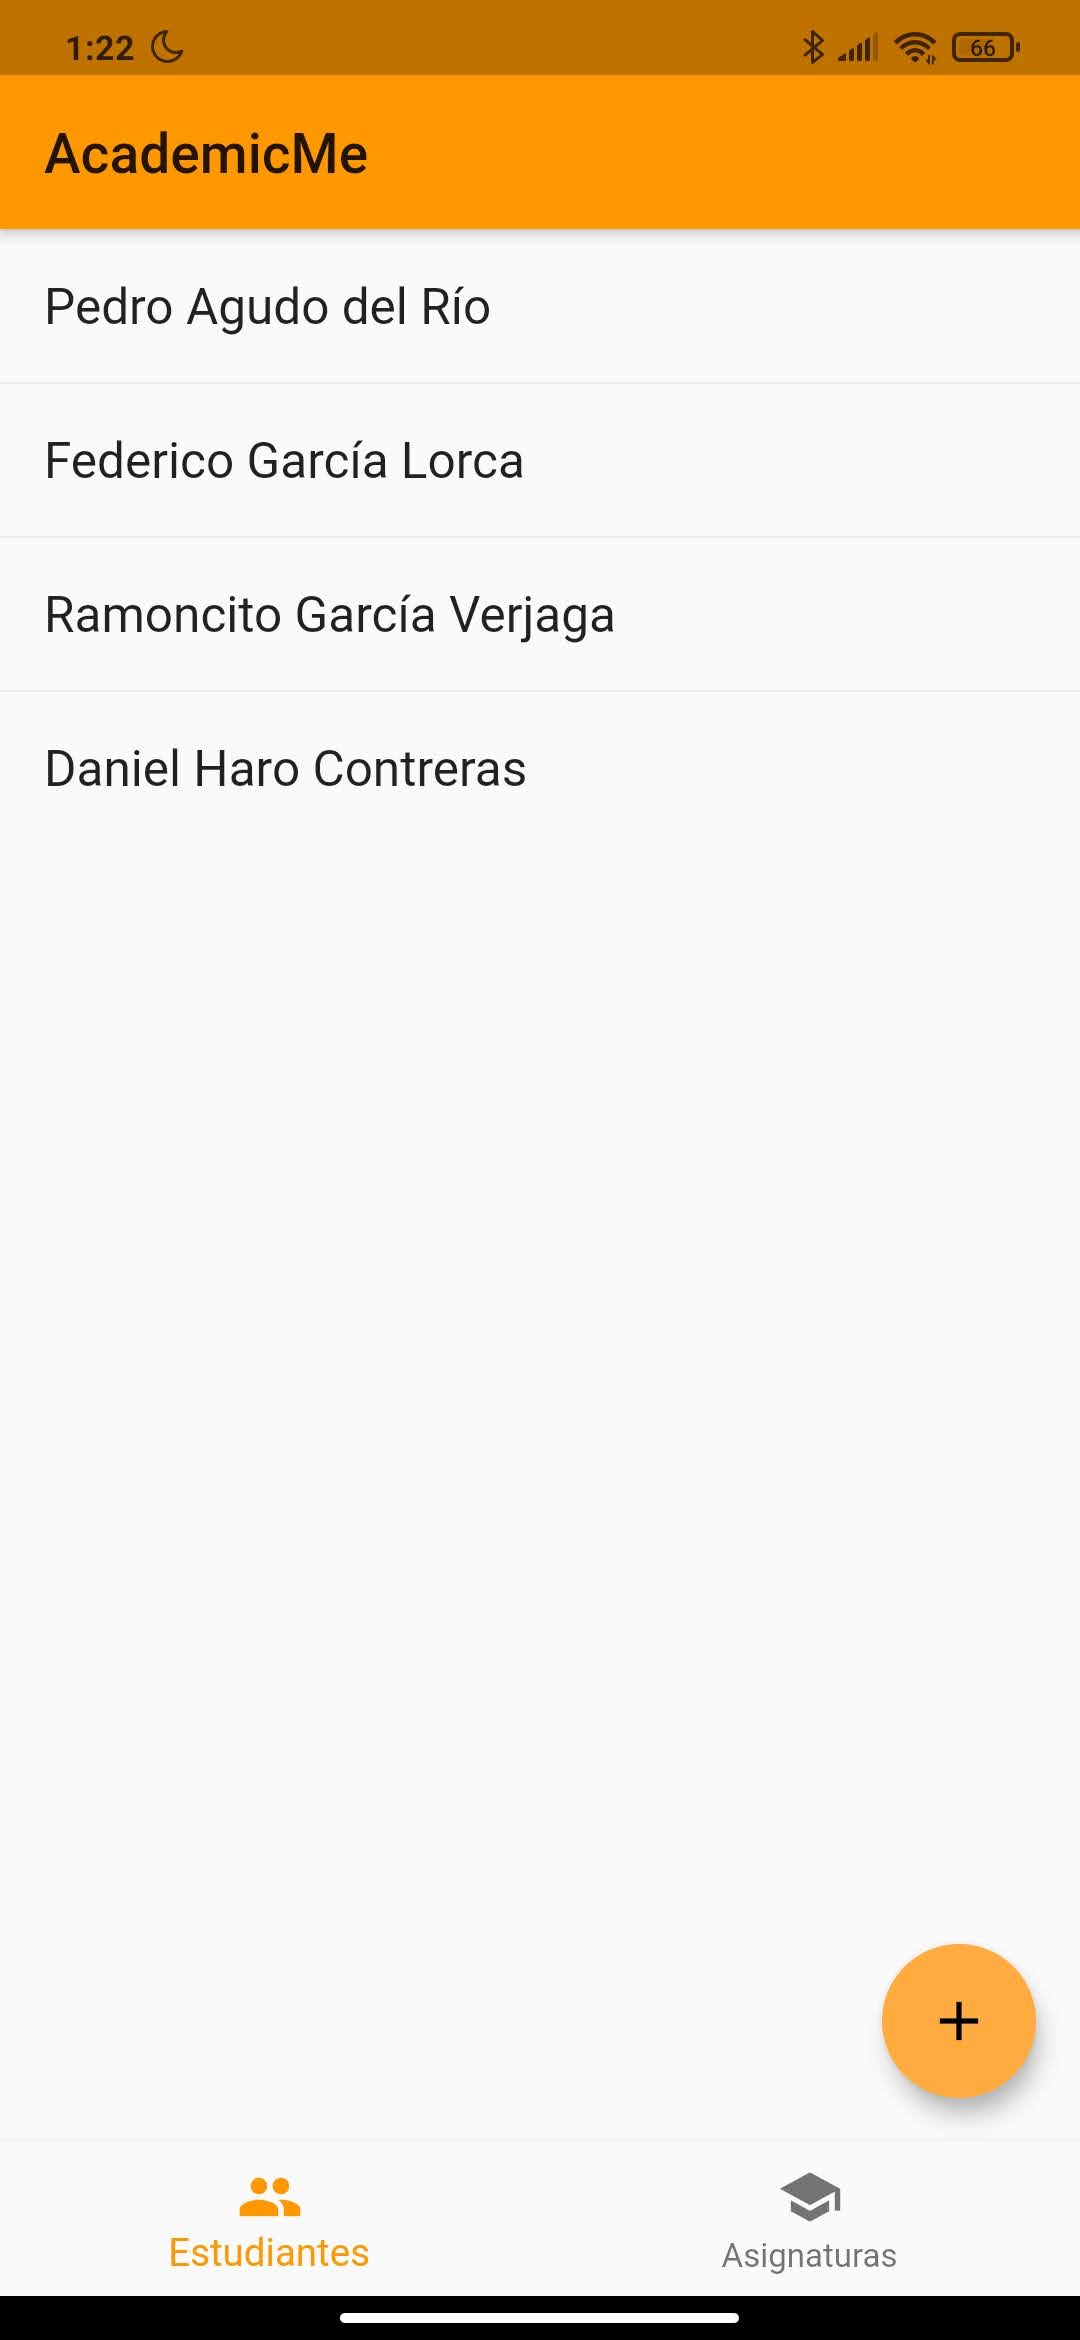 1:22
66
AcademicMe
Pedro Agudo del Río
Federico García Lorca
Ramoncito García Verjaga
Daniel Haro Contreras
Estudiantes
Asignaturas